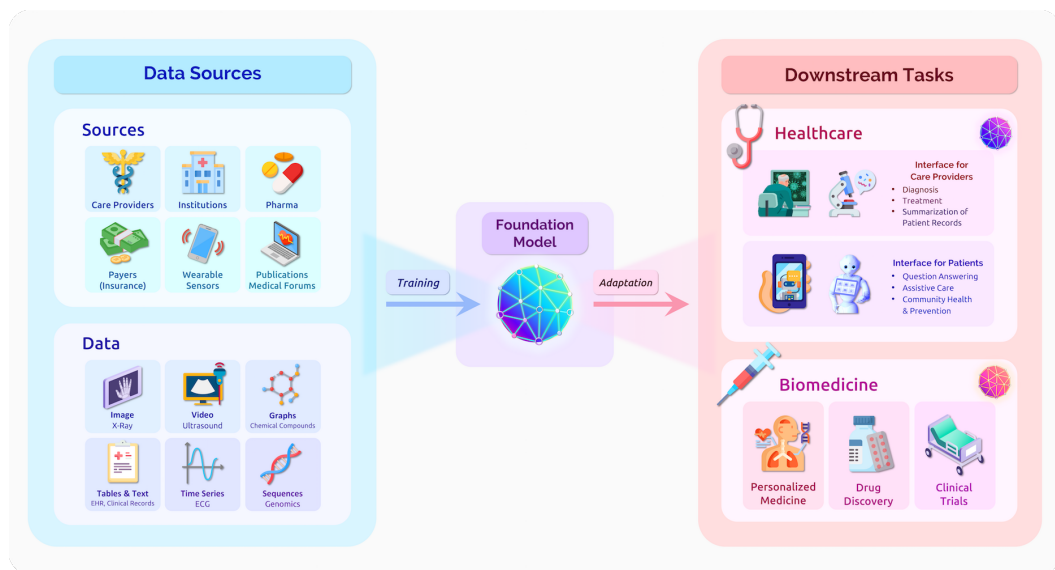 Data Sources
Sources
Care Providers
Institutions
Pharma
Payers
(Insurance)
Wearable
Sensors
Publications
Medical Forums
Data
Image
X-Ray
Video
Ultrasound
Graphs
Chemical Compounds
Tables & Text
EHR, Clinical Records
Time Series
ECG
Sequences
Genomics
Training
Foundation
Model
Adaptation
Downstream Tasks
Healthcare
Interface for
Care Providers
• Diagnosis
• Treatment
• Summarization of
Patient Records
Interface for Patients
• Question Answering
• Assistive Care
• Community Health
& Prevention
Biomedicine
Personalized
Medicine
Drug
Discovery
Clinical
Trials